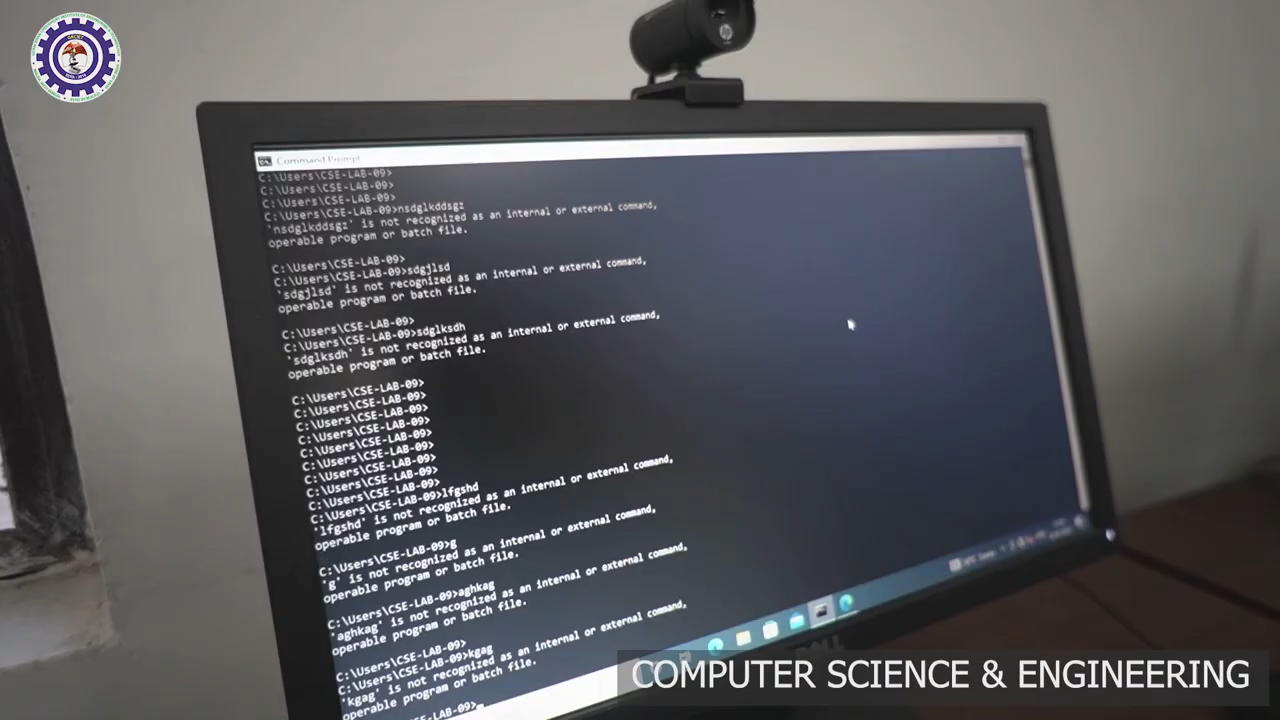 Command Prompt
C:\Users\CSE-LAB-09>
C:\Users\CSE-LAB-09>
C:\Users\CSE-LAB-09>
C:\Users\CSE-LAB-09>nsdglkddsgz
'nsdglkddsgz' is not recognized as an internal or external command,
operable program or batch file.
C:\Users\CSE-LAB-09>
C:\Users\CSE-LAB-09>sdgjlsd
'sdgjlsd' is not recognized as an internal or external command,
operable program or batch file.
C:\Users\CSE-LAB-09>
C:\Users\CSE-LAB-09>sdglksdh
'sdglksdh' is not recognized as an internal or external command,
operable program or batch file.
C:\Users\CSE-LAB-09>
C:\Users\CSE-LAB-09>
C:\Users\CSE-LAB-09>
C:\Users\CSE-LAB-09>
C:\Users\CSE-LAB-09>
C:\Users\CSE-LAB-09>
C:\Users\CSE-LAB-09>
C:\Users\CSE-LAB-09>
C:\Users\CSE-LAB-09>
C:\Users\CSE-LAB-09>lfgshd
'lfgshd' is not recognized as an internal or external command,
operable program or batch file.
C:\Users\CSE-LAB-09>g
'g' is not recognized as an internal or external command,
operable program or batch file.
C:\Users\CSE-LAB-09>aghkag
'aghkag' is not recognized as an internal or external command,
operable program or batch file.
C:\Users\CSE-LAB-09>
C:\Users\CSE-LAB-09>kgag
'kgag' is not recognized as an internal or external command,
operable program or batch file.
C:\Users\CSE-LAB-09>
COMPUTER SCIENCE & ENGINEERING